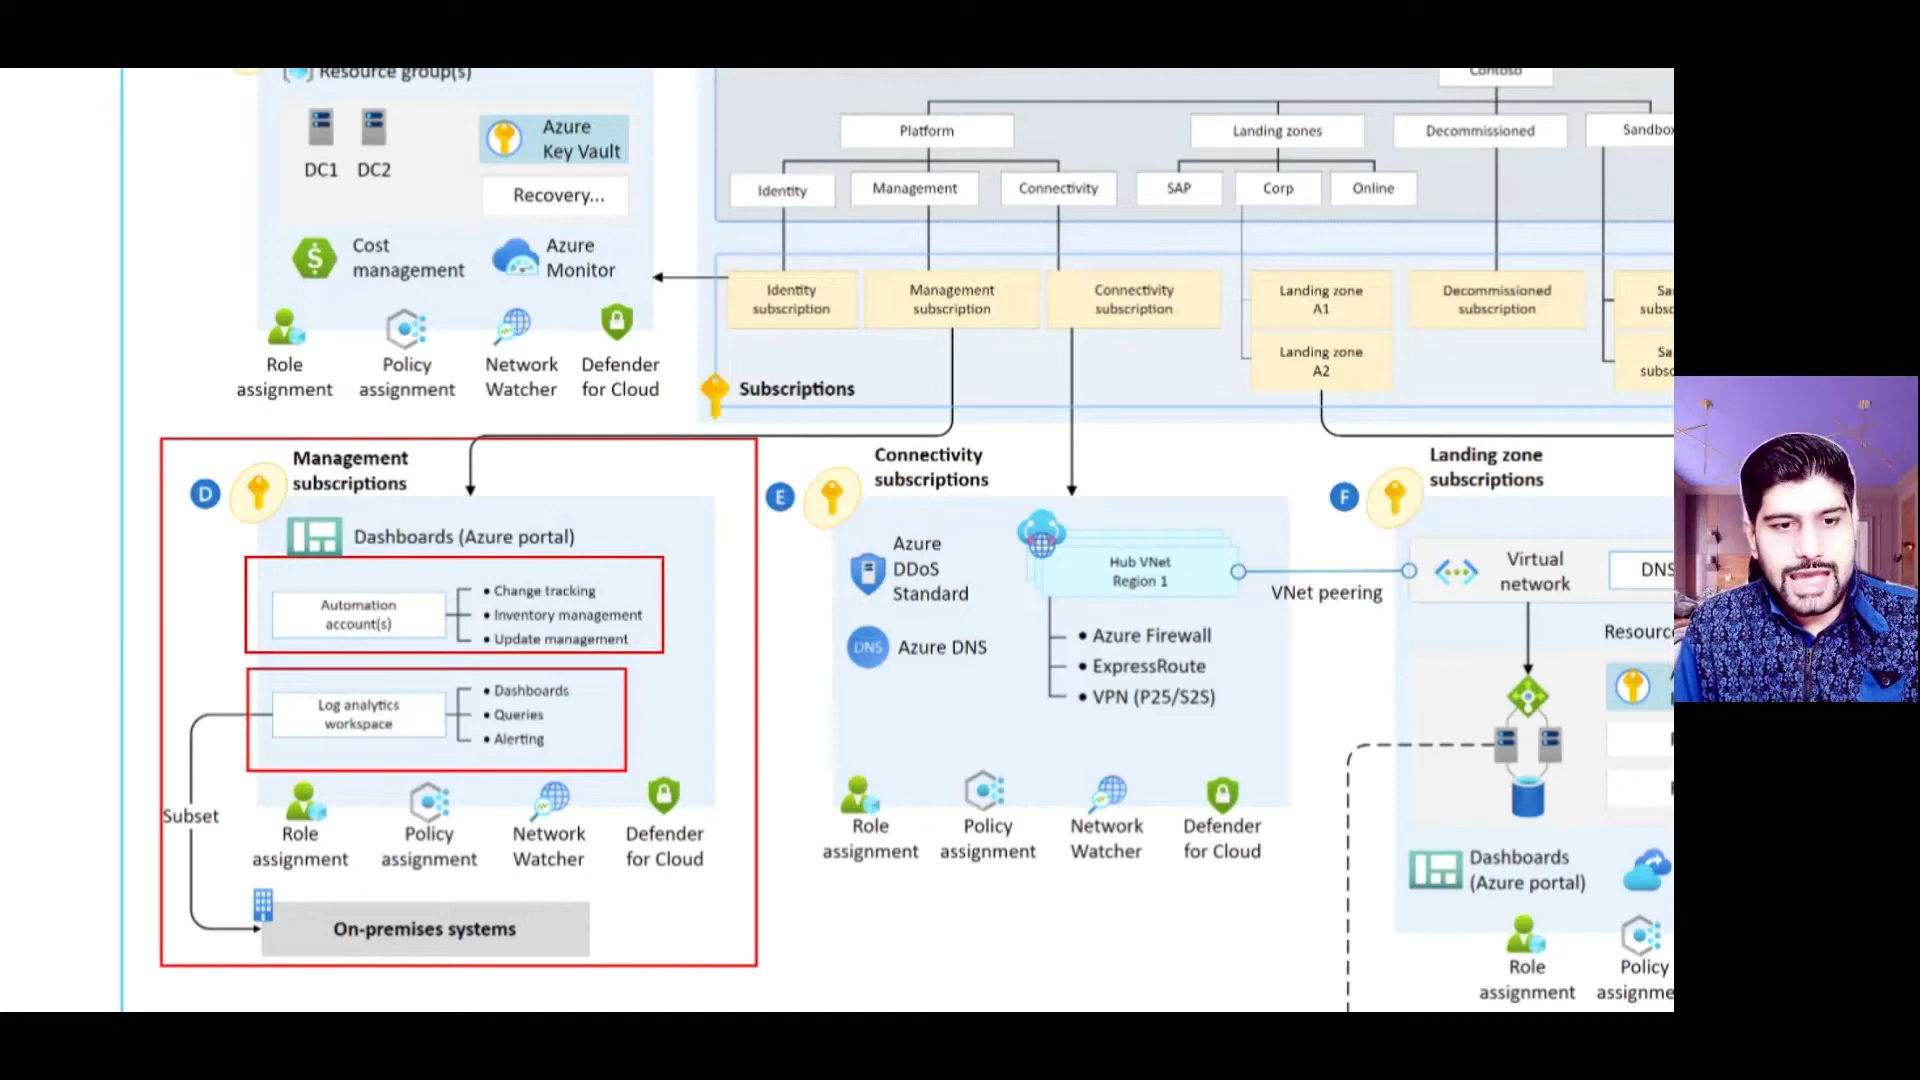 Resource group(s)
DC1
DC2
Azure
Key Vault
Recovery...
Cost
management
Azure
Monitor
Role
assignment
Policy
assignment
Network
Watcher
Defender
for Cloud
Contoso
Platform
Landing zones
Decommissioned
Sandbox
Identity
Management
Connectivity
SAP
Corp
Online
Identity
subscription
Management
subscription
Connectivity
subscription
Landing zone
A1
Landing zone
A2
Decommissioned
subscription
Subscriptions
D
Management
subscriptions
Dashboards (Azure portal)
Automation
account(s)
• Change tracking
• Inventory management
• Update management
Log analytics
workspace
• Dashboards
• Queries
• Alerting
Subset
Role
assignment
Policy
assignment
Network
Watcher
Defender
for Cloud
On-premises systems
E
Connectivity
subscriptions
Azure
DDoS
Standard
DNS
Azure DNS
Hub VNet
Region 1
• Azure Firewall
• ExpressRoute
• VPN (P25/S2S)
VNet peering
Role
assignment
Policy
assignment
Network
Watcher
Defender
for Cloud
F
Landing zone
subscriptions
Virtual
network
DNS
Dashboards
(Azure portal)
Role
assignment
Policy